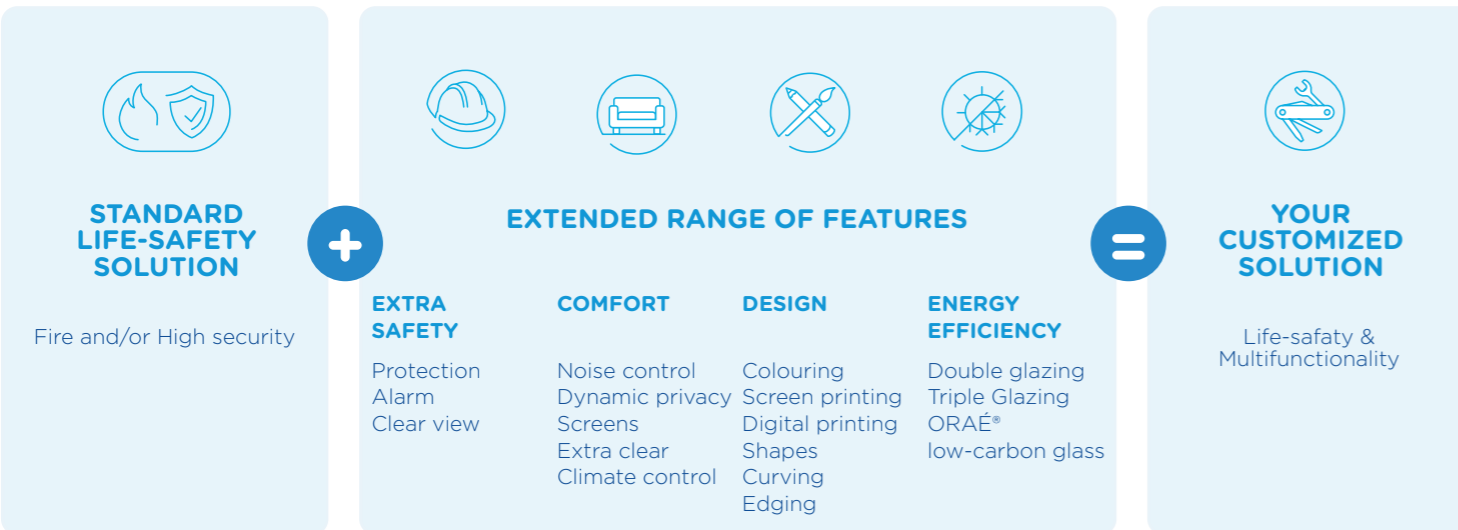 STANDARD
LIFE-SAFETY
SOLUTION
Fire and/or High security
+
EXTENDED RANGE OF FEATURES
EXTRA
SAFETY
Protection
Alarm
Clear view
COMFORT
Noise control
Dynamic privacy
Screens
Extra clear
Climate control
DESIGN
Colouring
Screen printing
Digital printing
Shapes
Curving
Edging
ENERGY
EFFICIENCY
Double glazing
Triple Glazing
ORAÉ®
low-carbon glass
=
YOUR
CUSTOMIZED
SOLUTION
Life-safaty &
Multifunctionality